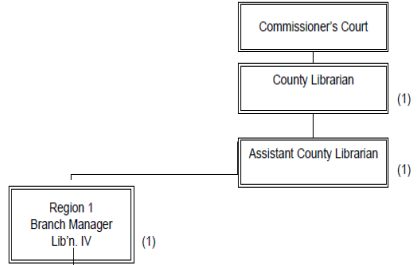 Commissioner's Court
County Librarian
(1)
Assistant County Librarian
(1)
Region 1
Branch Manager
Lib'n. IV
(1)